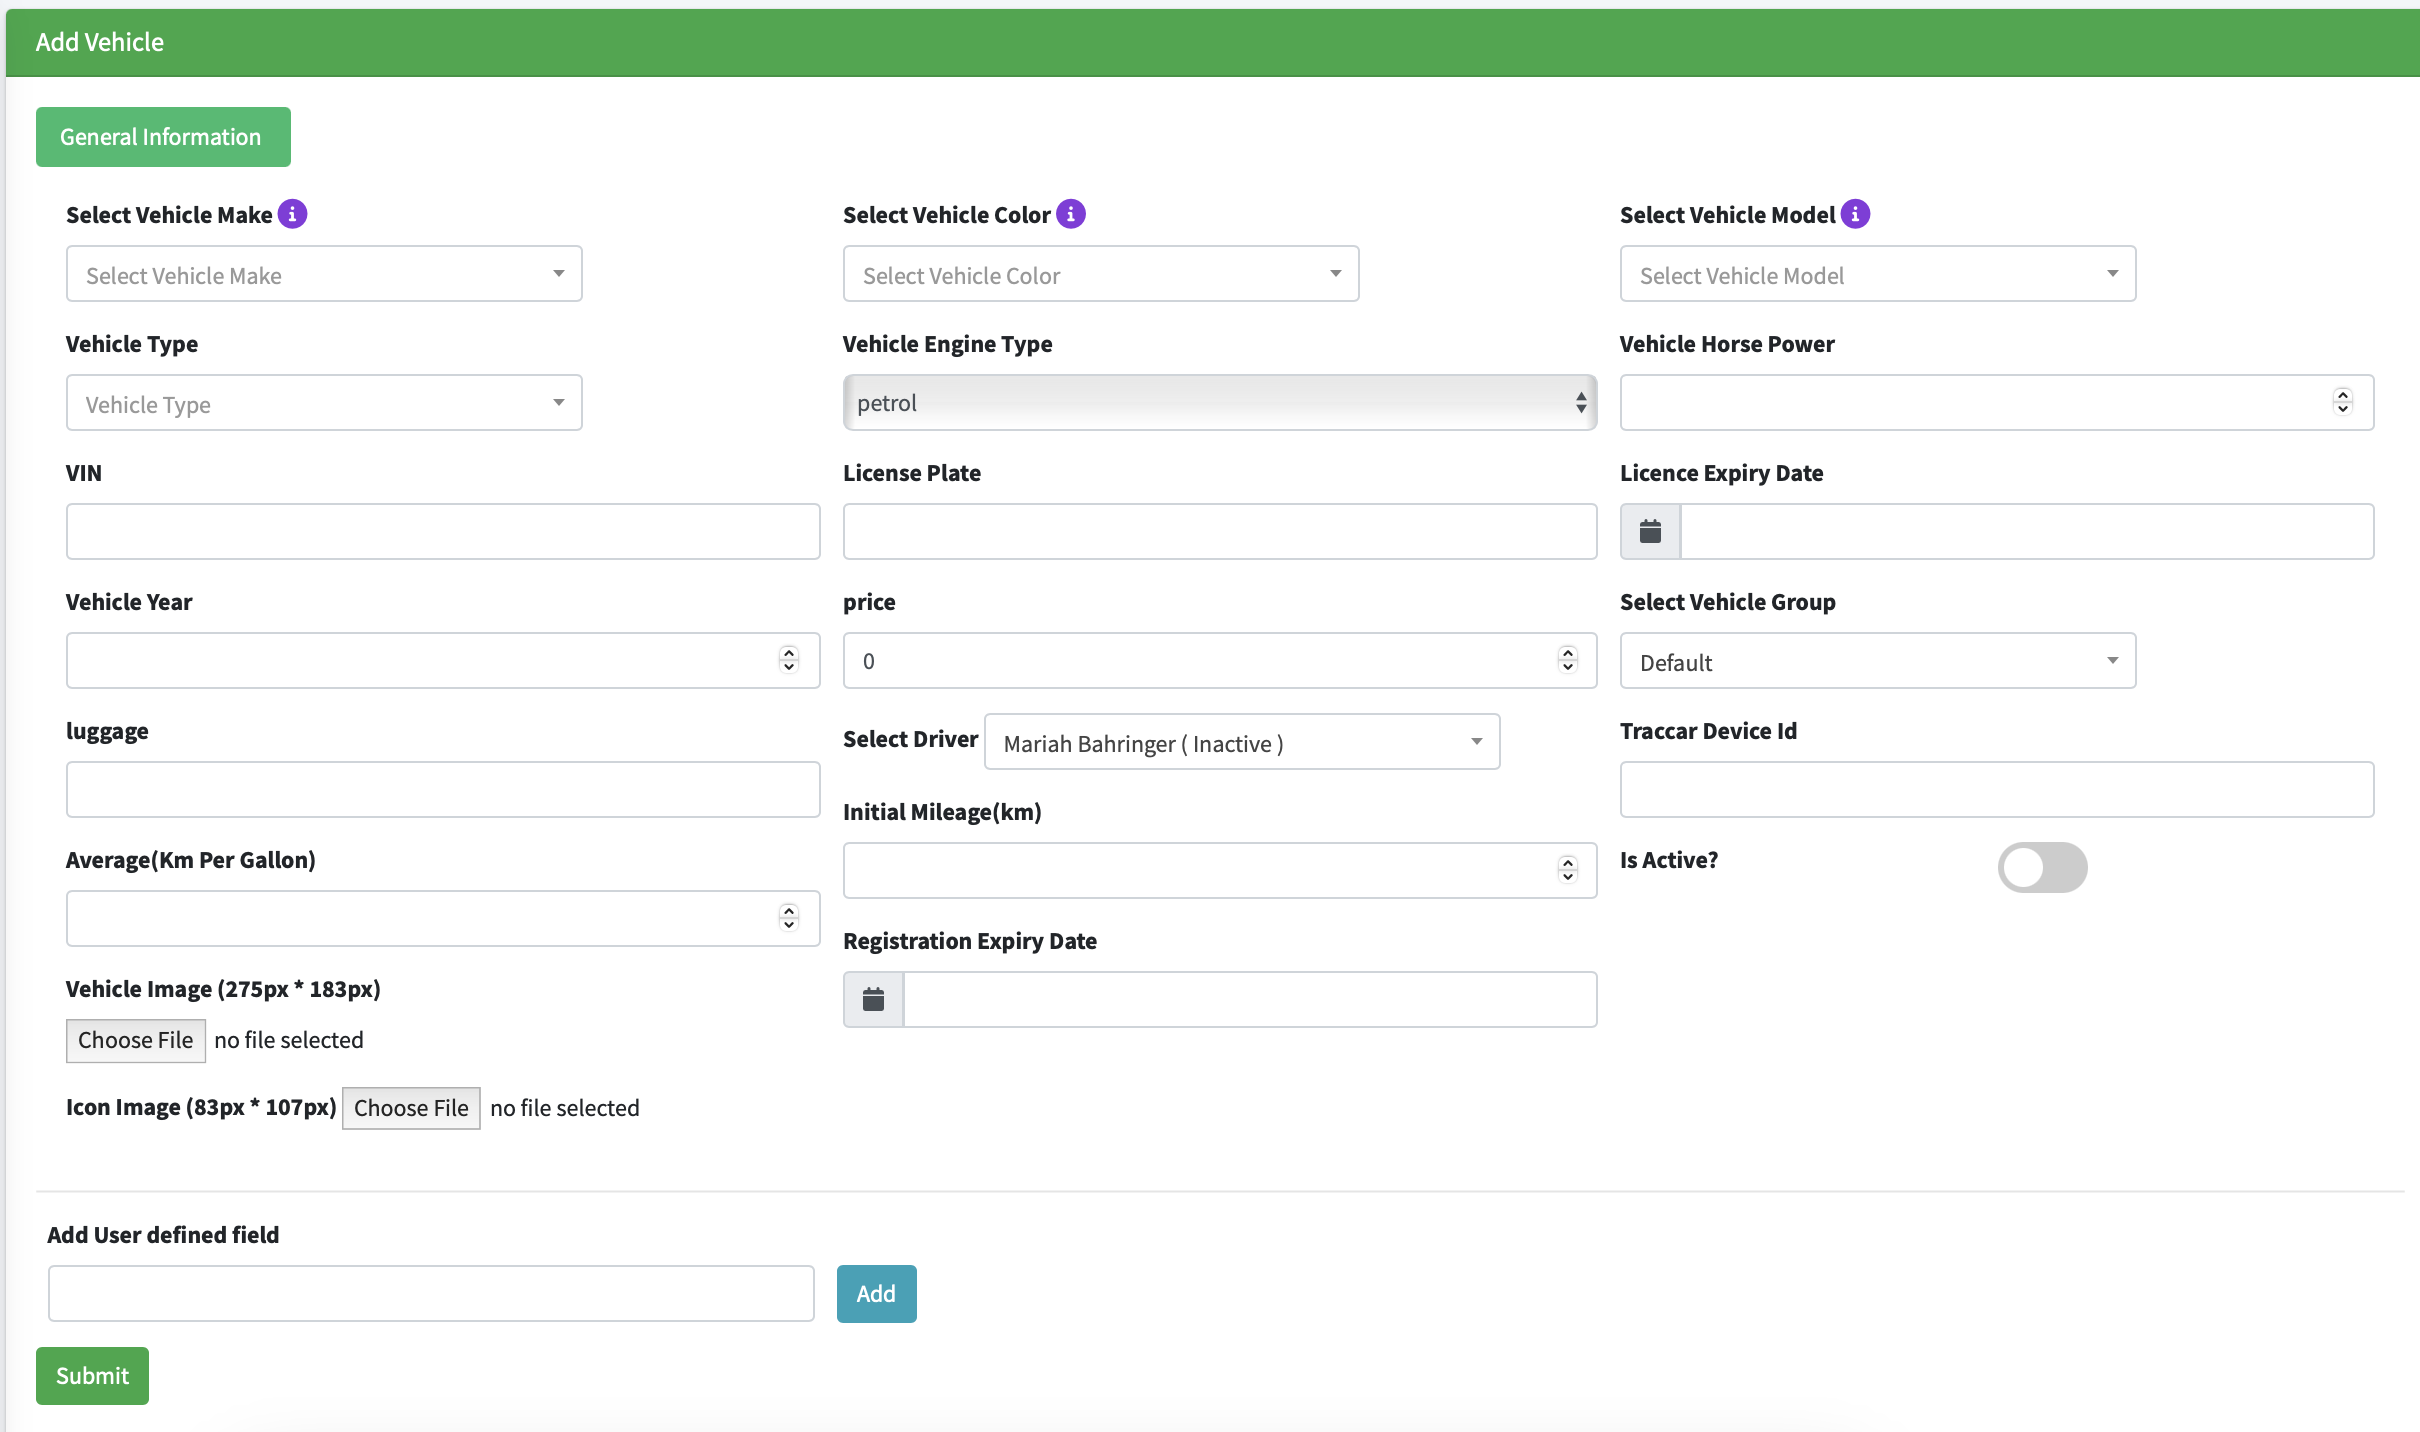 Add Vehicle
General Information
Select Vehicle Make
Select Vehicle Color
Select Vehicle Model
Select Vehicle Make
Select Vehicle Color
Select Vehicle Model
Vehicle Type
Vehicle Engine Type
Vehicle Horse Power
Vehicle Type
petrol
VIN
License Plate
Licence Expiry Date
Vehicle Year
price
Select Vehicle Group
0
Default
luggage
Select Driver Mariah Bahringer ( Inactive )
Traccar Device Id
Initial Mileage(km)
Average(Km Per Gallon)
Is Active?
Registration Expiry Date
Vehicle Image (275px * 183px)
Choose File no file selected
Icon Image (83px * 107px) Choose File no file selected
Add User defined field
Add
Submit